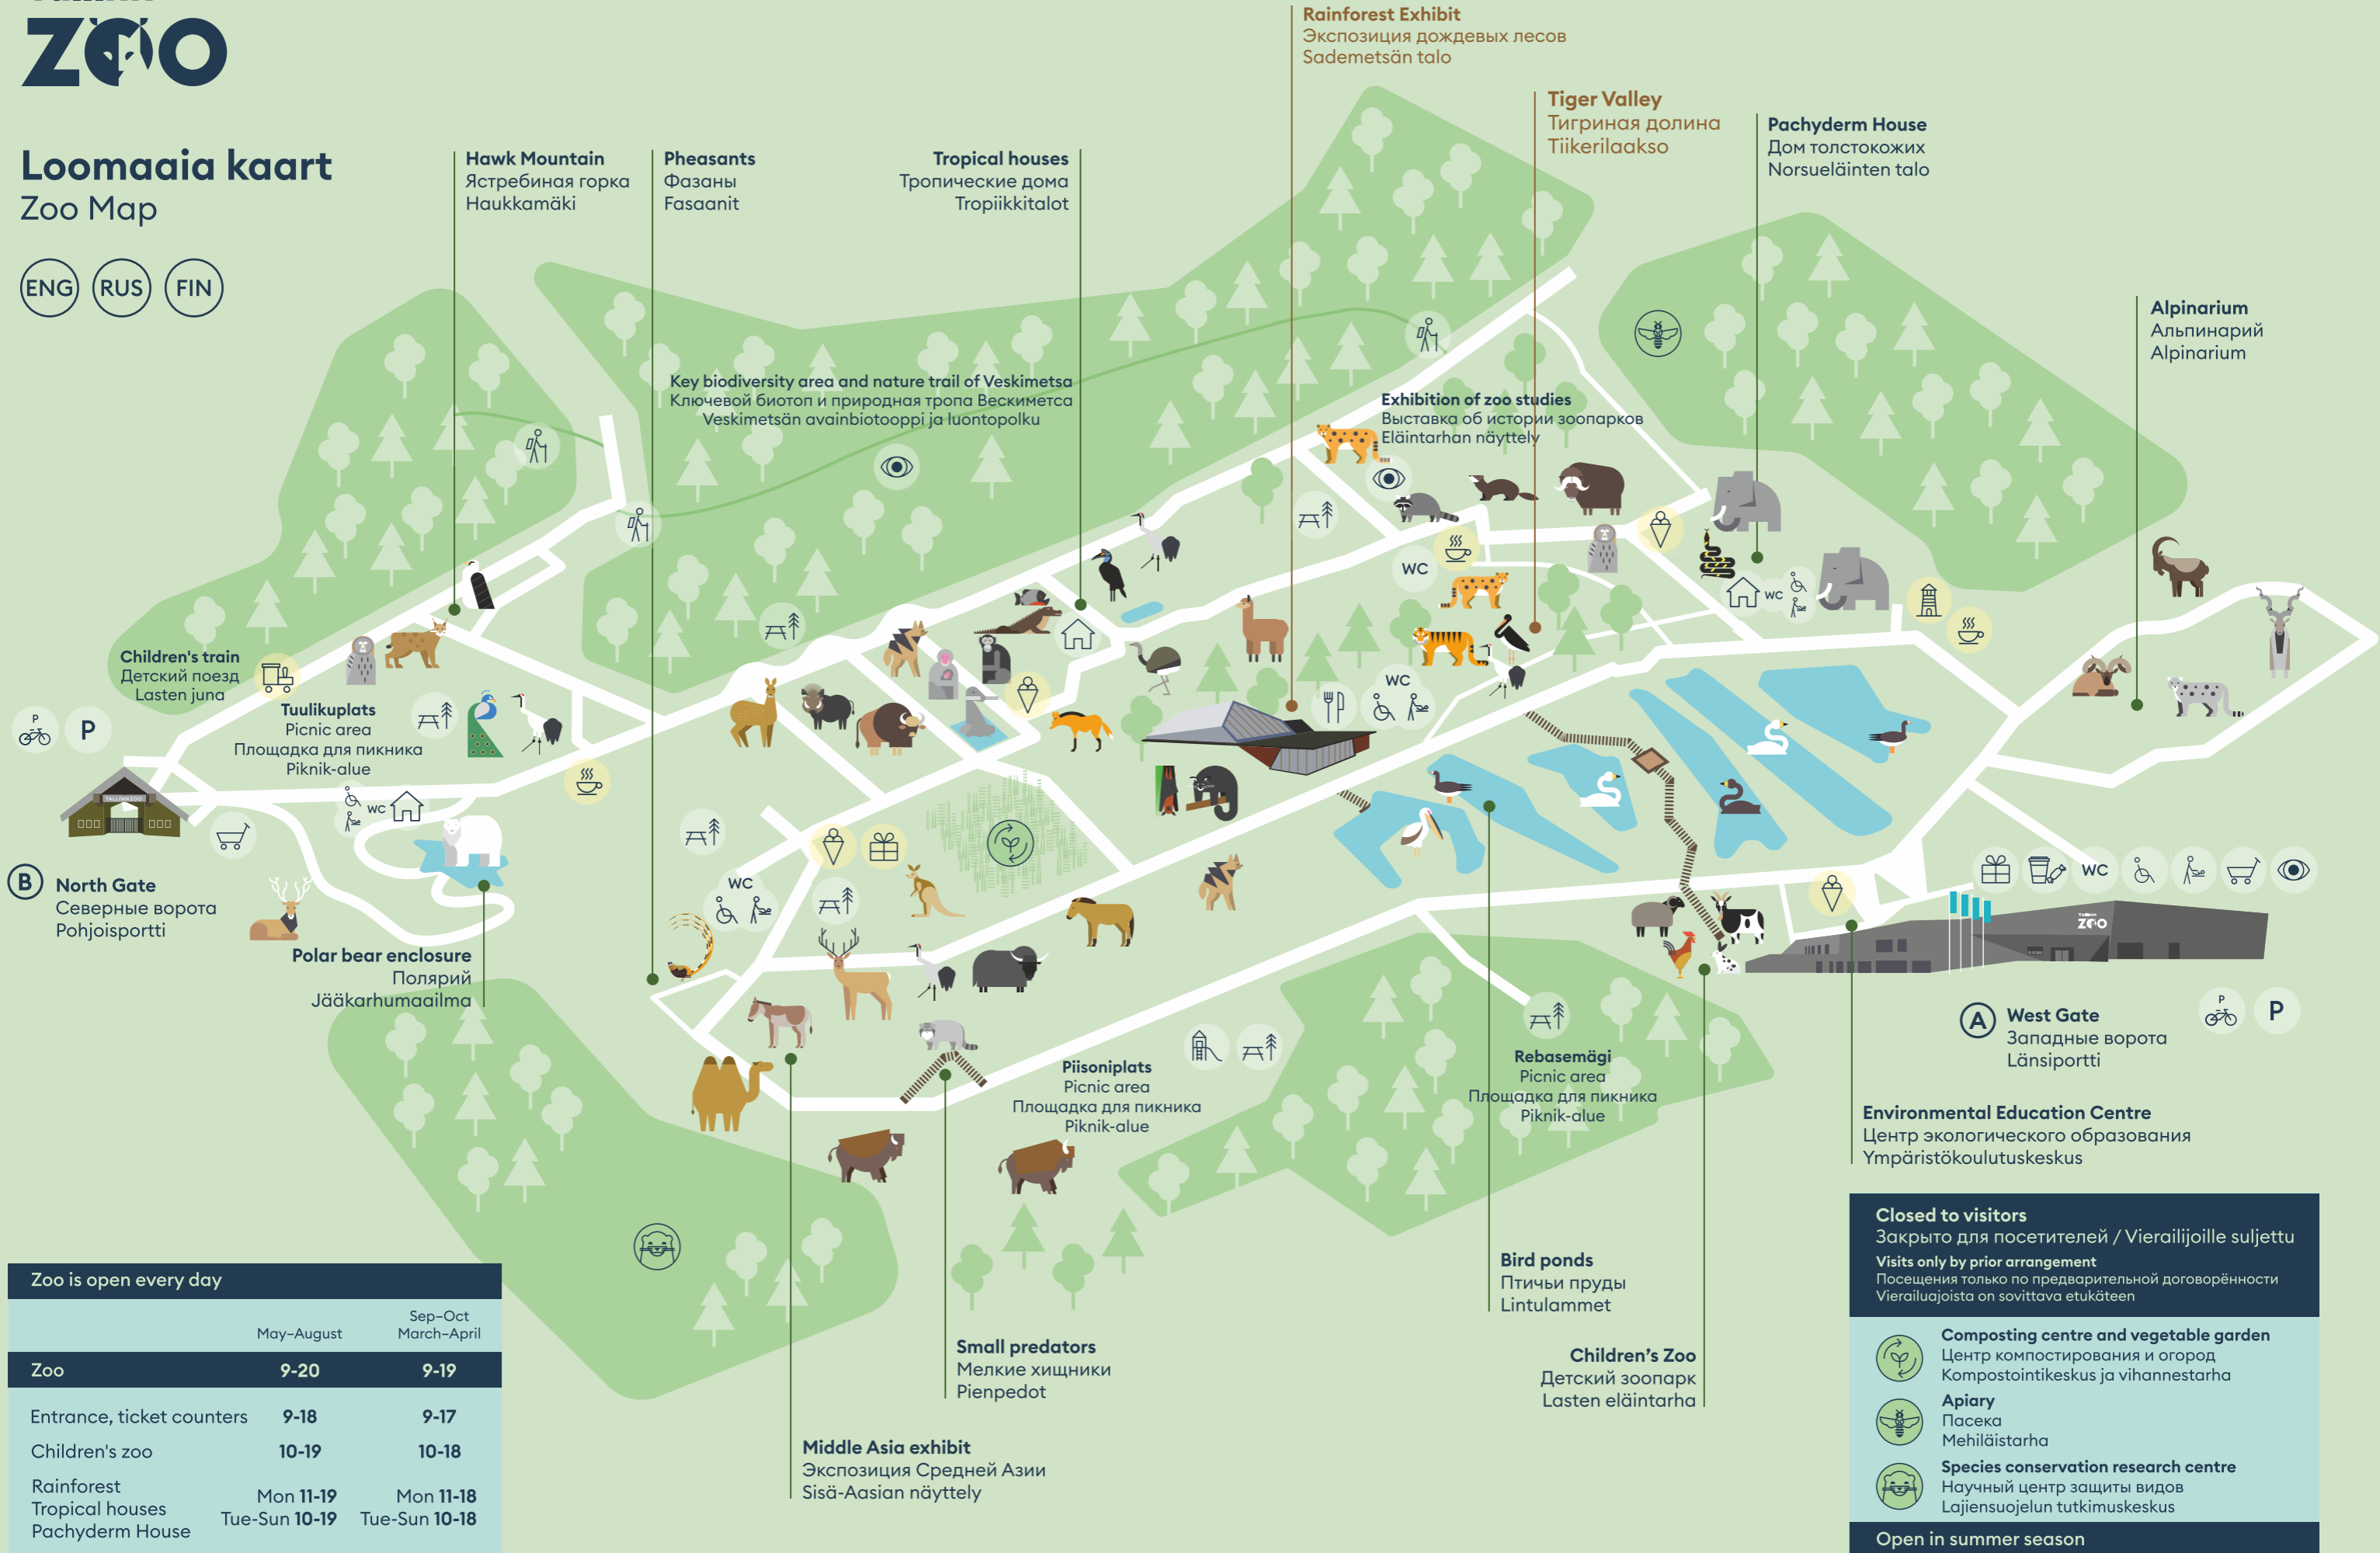 ZOO
Loomaaia kaart
Zoo Map
ENG RUS FIN
Hawk Mountain
Ястребиная горка
Haukkamäki
Pheasants
Фазаны
Fasaanit
Tropical houses
Тропические дома
Tropiikkitalot
Rainforest Exhibit
Экспозиция дождевых лесов
Sademetsän talo
Tiger Valley
Тигриная долина
Tiikerilaakso
Pachyderm House
Дом толстокожих
Norsueläinten talo
Alpinarium
Альпинарий
Alpinarium
Key biodiversity area and nature trail of Veskimetsa
Ключевой биотоп и природная тропа Вескиметса
Veskimetsän avainbiotooppi ja luontopolku
Exhibition of zoo studies
Выставка об истории зоопарков
Eläintarhan näyttely
WC
WC
WC
Children's train
Детский поезд
Lasten juna
Tuulikuplats
Picnic area
Площадка для пикника
Piknik-alue
P
P
TALLINN ZOO
WC
B
North Gate
Северные ворота
Pohjoisportti
Polar bear enclosure
Полярий
Jääkarhumaailma
WC
WC
Tallinn
ZOO
A
West Gate
Западные ворота
Länsiportti
P
P
Piisoniplats
Picnic area
Площадка для пикника
Piknik-alue
Rebasemägi
Picnic area
Площадка для пикника
Piknik-alue
Environmental Education Centre
Центр экологического образования
Ympäristökoulutuskeskus
Bird ponds
Птичьи пруды
Lintulammet
Children's Zoo
Детский зоопарк
Lasten eläintarha
Small predators
Мелкие хищники
Pienpedot
Middle Asia exhibit
Экспозиция Средней Азии
Sisä-Aasian näyttely
Zoo is open every day
May–August
Sep–Oct
March–April
Zoo 9-20 9-19
Entrance, ticket counters 9-18 9-17
Children's zoo 10-19 10-18
Rainforest
Tropical houses
Pachyderm House
Mon 11-19
Tue-Sun 10-19
Mon 11-18
Tue-Sun 10-18
Closed to visitors
Закрыто для посетителей / Vierailijoille suljettu
Visits only by prior arrangement
Посещения только по предварительной договорённости
Vierailuajoista on sovittava etukäteen
Composting centre and vegetable garden
Центр компостирования и огород
Kompostointikeskus ja vihannestarha
Apiary
Пасека
Mehiläistarha
Species conservation research centre
Научный центр защиты видов
Lajiensuojelun tutkimuskeskus
Open in summer season